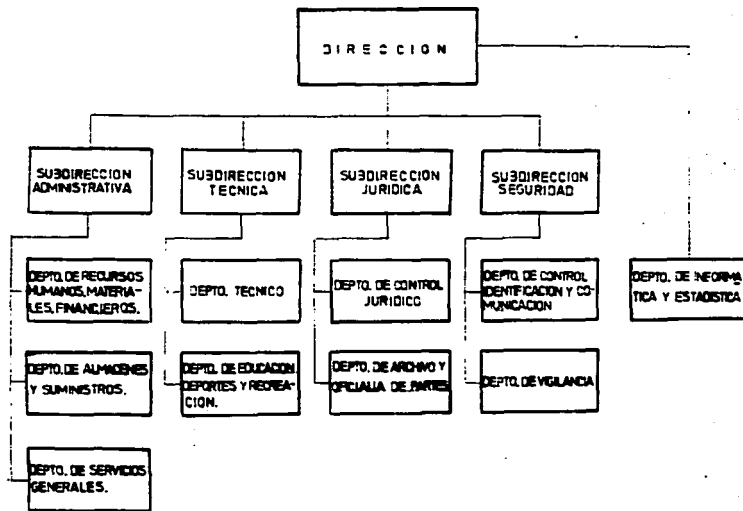 DIRECCION
SUBDIRECCION
ADMINISTRATIVA
SUBDIRECCION
TECNICA
SUBDIRECCION
JURIDICA
SUBDIRECCION
SEGURIDAD
DEPTO. DE RECURSOS
HUMANOS, MATERIA-
LES, FINANCIEROS.
DEPTO. TECNICO
DEPTO. DE CONTROL
JURIDICO
DEPTO. DE CONTROL
IDENTIFICACION Y CO-
MUNICACION
DEPTO. DE INFORMA-
TICA Y ESTADISTICA
DEPTO. DE ALMACENES
Y SUMINISTROS.
DEPTO. DE EDUCACION.
DEPORTES Y RECREA-
CION.
DEPTO. DE ARCHIVO Y
OFICIALIA DE PARTES
DEPTO. DE VIGILANCIA
DEPTO. DE SERVICIOS
GENERALES.